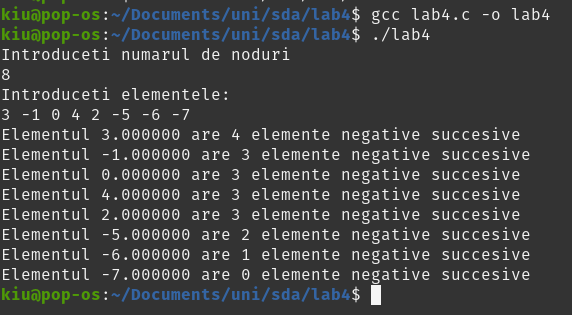 kiu@pop-os:~/Documents/uni/sda/lab4$ gcc lab4.c -o lab4
kiu@pop-os:~/Documents/uni/sda/lab4$ ./lab4
Introduceti numarul de noduri
8
Introduceti elementele:
3 -1 0 4 2 -5 -6 -7
Elementul 3.000000 are 4 elemente negative succesive
Elementul -1.000000 are 3 elemente negative succesive
Elementul 0.000000 are 3 elemente negative succesive
Elementul 4.000000 are 3 elemente negative succesive
Elementul 2.000000 are 3 elemente negative succesive
Elementul -5.000000 are 2 elemente negative succesive
Elementul -6.000000 are 1 elemente negative succesive
Elementul -7.000000 are 0 elemente negative succesive
kiu@pop-os:~/Documents/uni/sda/lab4$